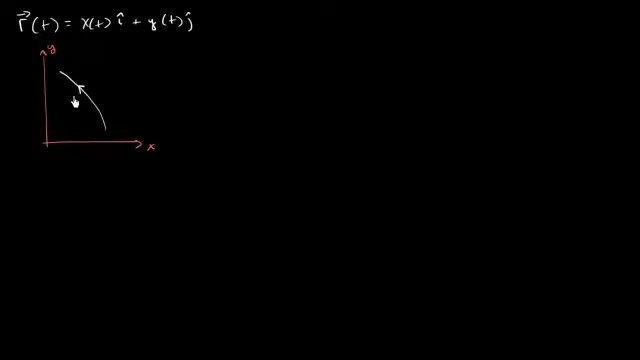 r⃗(t) = x(t) î + y(t) ĵ
y
x